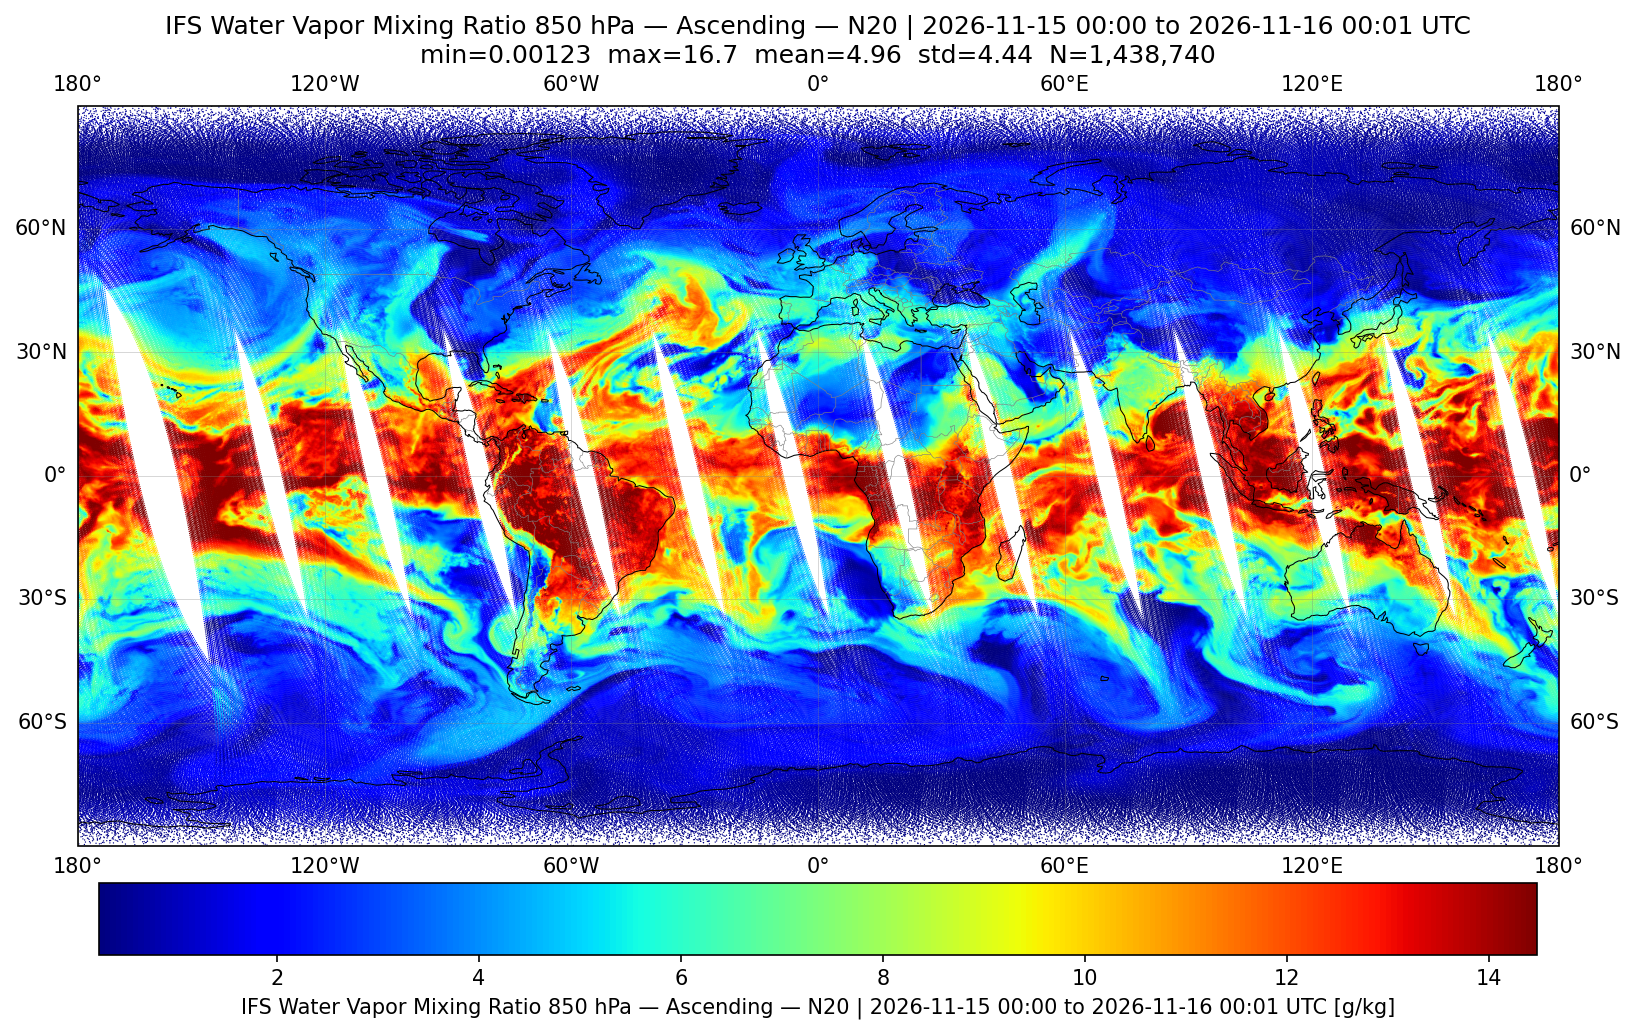 IFS Water Vapor Mixing Ratio 850 hPa — Ascending — N20 | 2026-11-15 00:00 to 2026-11-16 00:01 UTC
min=0.00123 max=16.7 mean=4.96 std=4.44 N=1,438,740
180° 120°W 60°W 0° 60°E 120°E 180°
60°N 60°N
30°N 30°N
0° 0°
30°S 30°S
60°S 60°S
180° 120°W 60°W 0° 60°E 120°E 180°
2 4 6 8 10 12 14
IFS Water Vapor Mixing Ratio 850 hPa — Ascending — N20 | 2026-11-15 00:00 to 2026-11-16 00:01 UTC [g/kg]